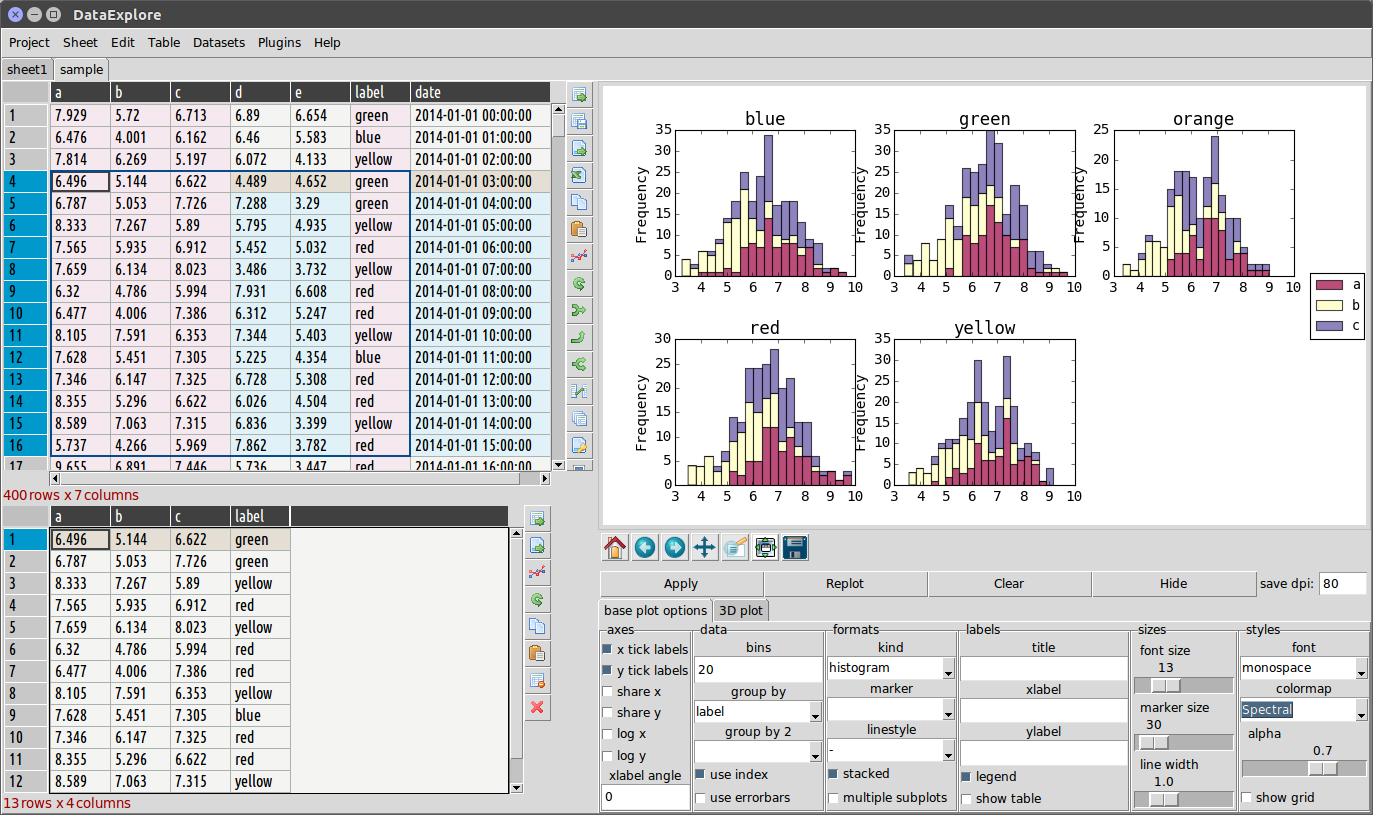 DataExplore
Project Sheet Edit Table Datasets Plugins Help
sheet1 sample
a b c d e label date
1 7.929 5.72 6.713 6.89 6.654 green 2014-01-01 00:00:00
2 6.476 4.001 6.162 6.46 5.583 blue 2014-01-01 01:00:00
3 7.814 6.269 5.197 6.072 4.133 yellow 2014-01-01 02:00:00
4 6.496 5.144 6.622 4.489 4.652 green 2014-01-01 03:00:00
5 6.787 5.053 7.726 7.288 3.29 green 2014-01-01 04:00:00
6 8.333 7.267 5.89 5.795 4.935 yellow 2014-01-01 05:00:00
7 7.565 5.935 6.912 5.452 5.032 red 2014-01-01 06:00:00
8 7.659 6.134 8.023 3.486 3.732 yellow 2014-01-01 07:00:00
9 6.32 4.786 5.994 7.931 6.608 red 2014-01-01 08:00:00
10 6.477 4.006 7.386 6.312 5.247 red 2014-01-01 09:00:00
11 8.105 7.591 6.353 7.344 5.403 yellow 2014-01-01 10:00:00
12 7.628 5.451 7.305 5.225 4.354 blue 2014-01-01 11:00:00
13 7.346 6.147 7.325 6.728 5.308 red 2014-01-01 12:00:00
14 8.355 5.296 6.622 6.026 4.504 red 2014-01-01 13:00:00
15 8.589 7.063 7.315 6.836 3.399 yellow 2014-01-01 14:00:00
16 5.737 4.266 5.969 7.862 3.782 red 2014-01-01 15:00:00
17 9.655 6.891 7.446 5.736 3.447 red 2014-01-01 16:00:00
400 rows x 7 columns
a b c label
1 6.496 5.144 6.622 green
2 6.787 5.053 7.726 green
3 8.333 7.267 5.89 yellow
4 7.565 5.935 6.912 red
5 7.659 6.134 8.023 yellow
6 6.32 4.786 5.994 red
7 6.477 4.006 7.386 red
8 8.105 7.591 6.353 yellow
9 7.628 5.451 7.305 blue
10 7.346 6.147 7.325 red
11 8.355 5.296 6.622 red
12 8.589 7.063 7.315 yellow
13 rows x 4 columns
blue
Frequency
35
30
25
20
15
10
5
0
3 4 5 6 7 8 9 10
green
Frequency
35
30
25
20
15
10
5
0
3 4 5 6 7 8 9 10
orange
Frequency
25
20
15
10
5
0
3 4 5 6 7 8 9 10
a
b
c
red
Frequency
30
25
20
15
10
5
0
3 4 5 6 7 8 9 10
yellow
Frequency
35
30
25
20
15
10
5
0
3 4 5 6 7 8 9 10
Apply Replot Clear Hide save dpi: 80
base plot options 3D plot
axes
x tick labels
y tick labels
share x
share y
log x
log y
xlabel angle
0
data
bins
20
group by
label
group by 2
use index
use errorbars
formats
kind
histogram
marker
linestyle
-
stacked
multiple subplots
labels
title
xlabel
ylabel
legend
show table
sizes
font size
13
marker size
30
line width
1.0
styles
font
monospace
colormap
Spectral
alpha
0.7
show grid